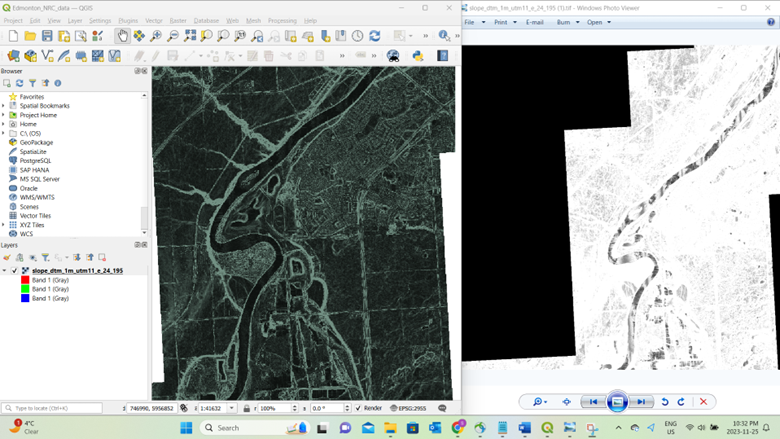 Edmonton_NRC_data — QGIS
Project Edit View Layer Settings Plugins Vector Raster Database Web Mesh Processing Help
Browser
Favorites
Spatial Bookmarks
Project Home
Home
C:\ (OS)
GeoPackage
SpatiaLite
PostgreSQL
SAP HANA
MS SQL Server
Oracle
WMS/WMTS
Scenes
Vector Tiles
XYZ Tiles
WCS
Layers
slope_dtm_1m_utm11_e_24_195
Band 1 (Gray)
Band 1 (Gray)
Band 1 (Gray)
Type to locate (Ctrl+K)
746990, 5956852
1:41632
100%
0.0 °
Render
EPSG:2955
slope_dtm_1m_utm11_e_24_195 (1).tif - Windows Photo Viewer
File Print E-mail Burn Open
4°C
Clear
Search
ENG
US
10:32 PM
2023-11-25